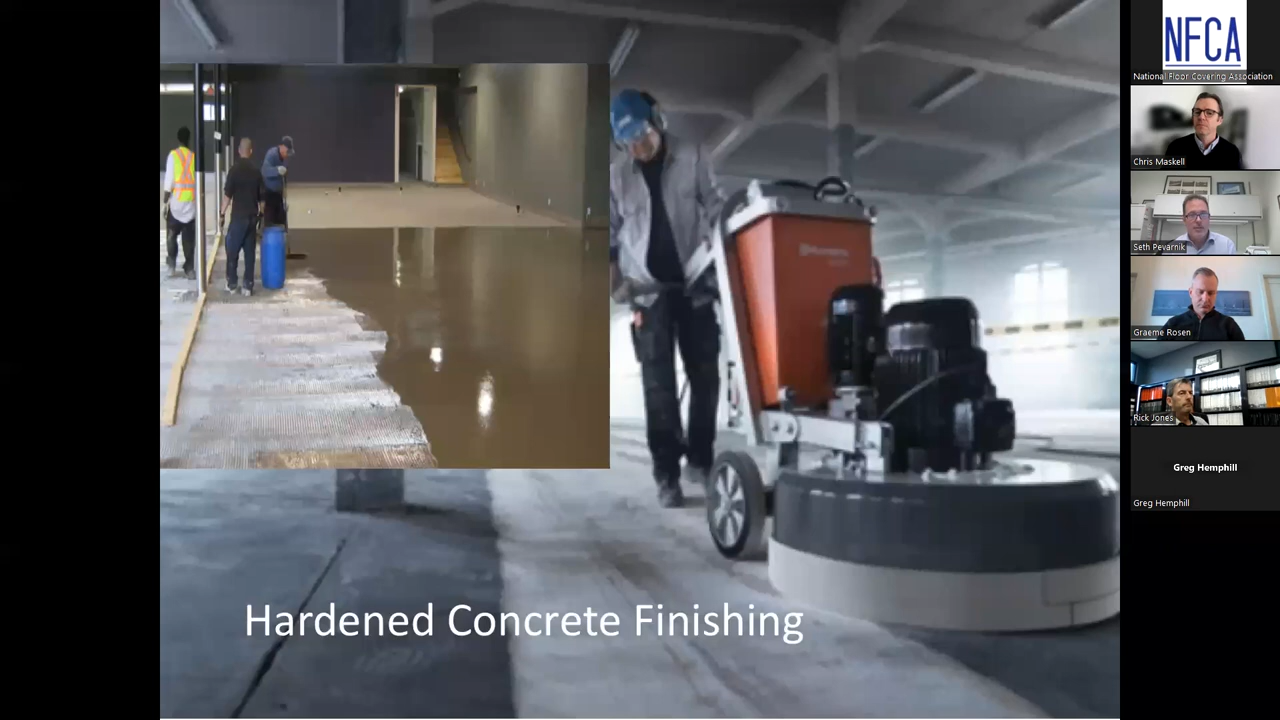 Hardened Concrete Finishing
NFCA
National Floor Covering Association
Chris Maskell
Seth Pevarnik
Graeme Rosen
Rick Jones
Greg Hemphill
Greg Hemphill